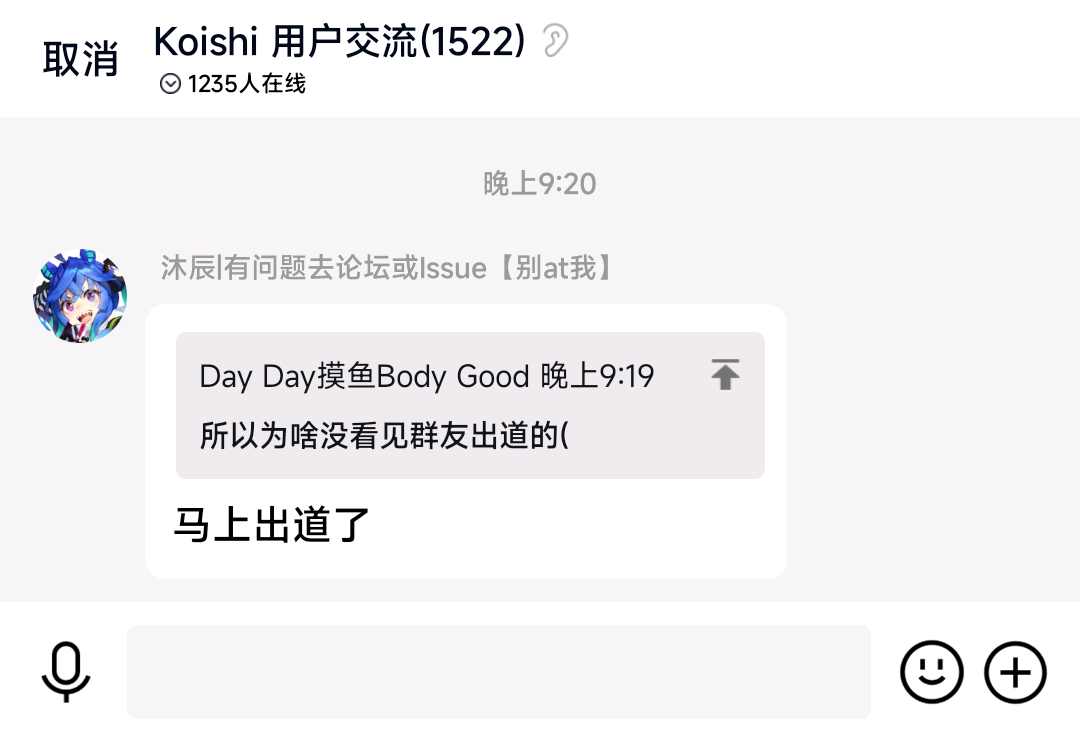 取消
Koishi 用户交流(1522)
1235人在线
晚上9:20
沐辰|有问题去论坛或Issue【别at我】
Day Day摸鱼Body Good 晚上9:19
所以为啥没看见群友出道的(
马上出道了